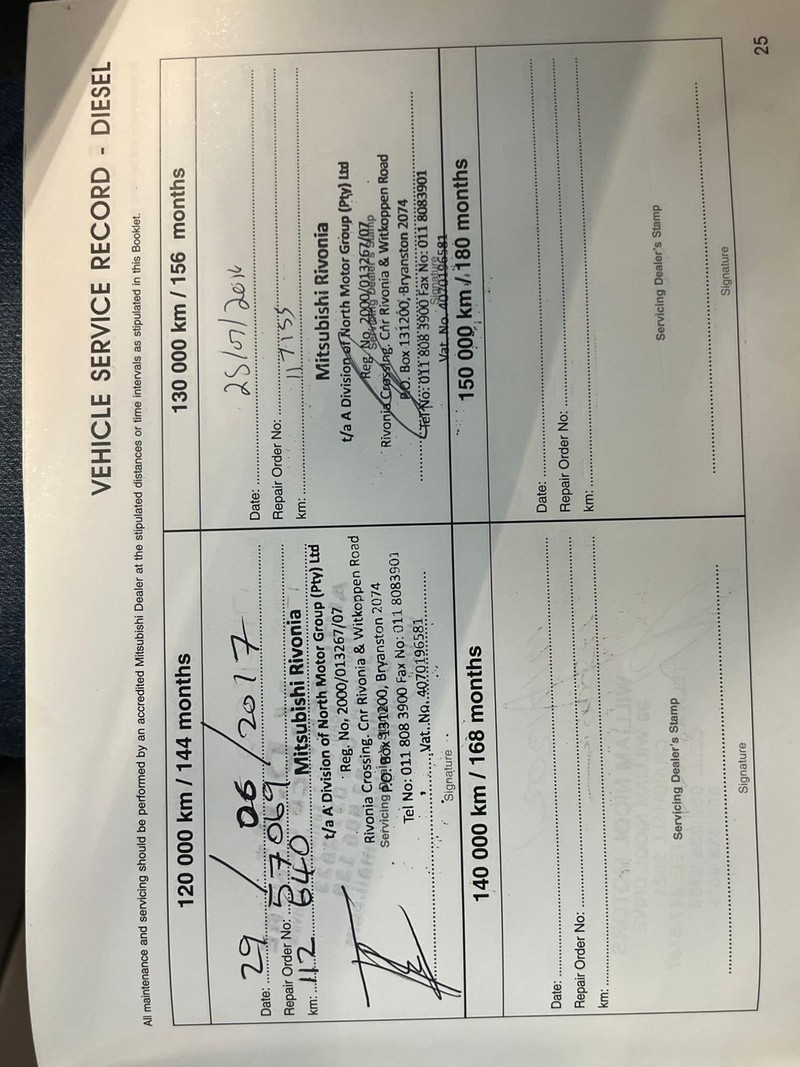 VEHICLE SERVICE RECORD - DIESEL
All maintenance and servicing should be performed by an accredited Mitsubishi Dealer at the stipulated distances or time intervals as stipulated in this Booklet.
120 000 km / 144 months
Date: 29 / 06 / 2017
Repair Order No: 57069
km: 112 640
Mitsubishi Rivonia
t/a A Division of North Motor Group (Pty) Ltd
Reg. No, 2000/013267/07
Rivonia Crossing. Cnr Rivonia & Witkoppen Road
Servicing
P.O. Box 131200, Bryanston 2074
Tel No: 011 808 3900 Fax No: 011 8083901
Vat. No. 4070196581
Signature
130 000 km / 156 months
Date: 25/07/
Repair Order No:
km: 117155
Mitsubishi Rivonia
t/a A Division of North Motor Group (Pty) Ltd
Reg. No, 2000/013267/07
Servicing Dealer's Stamp
Rivonia Crossing. Cnr Rivonia & Witkoppen Road
P.O. Box 131200, Bryanston 2074
Tel No: 011 808 3900 Fax No: 011 8083901
Signature
Vat. No. 4070196581
140 000 km / 168 months
Date:
Repair Order No:
km:
Servicing Dealer's Stamp
Signature
150 000 km / 180 months
Date:
Repair Order No:
km:
Servicing Dealer's Stamp
Signature
25